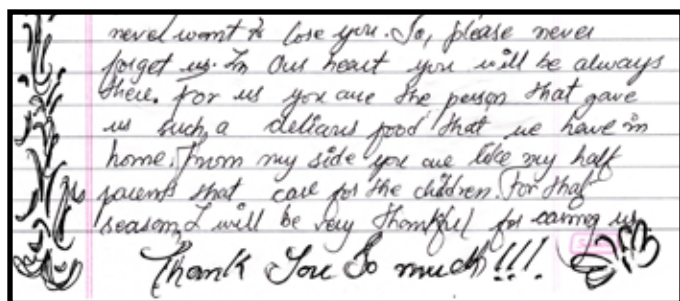 never want to lose you. So, please never
forget us. In Our heart you will be always
there. For us you are the person that gave
us such a delicius food that we have in
home. From my side you are like my half
parents that care for the children. For that
season, I will be very thankful for caring us
Thank You So much!!!.